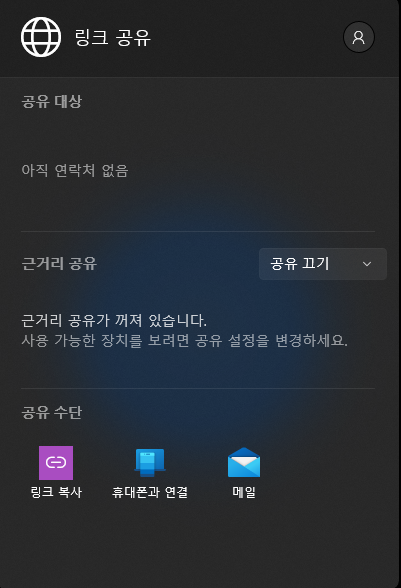 링크 공유
공유 대상
아직 연락처 없음
근거리 공유
공유 끄기
근거리 공유가 꺼져 있습니다.
사용 가능한 장치를 보려면 공유 설정을 변경하세요.
공유 수단
링크 복사
휴대폰과 연결
메일